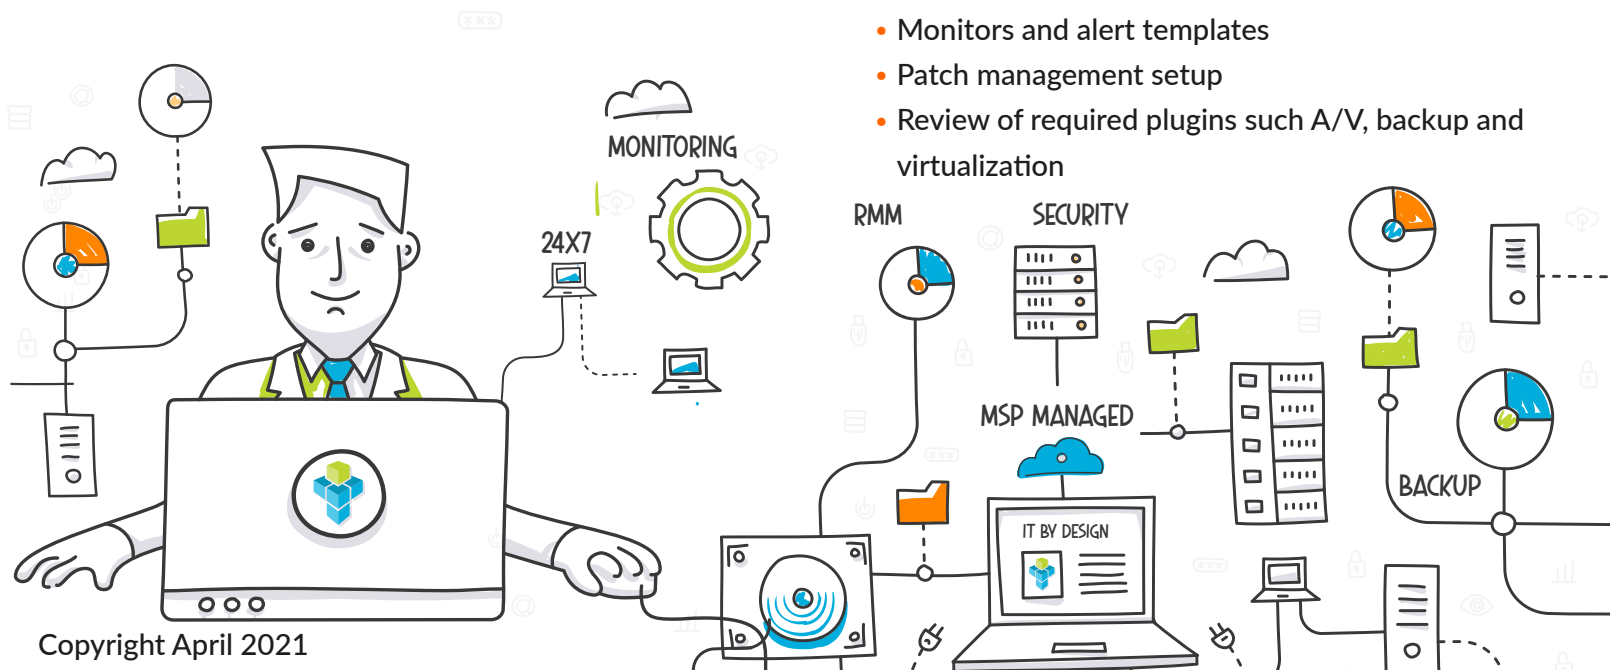 Monitors and alert templates
Patch management setup
Review of required plugins such A/V, backup and
virtualization
MONITORING
24X7
RMM
SECURITY
MSP MANAGED
BACKUP
IT BY DESIGN
Copyright April 2021